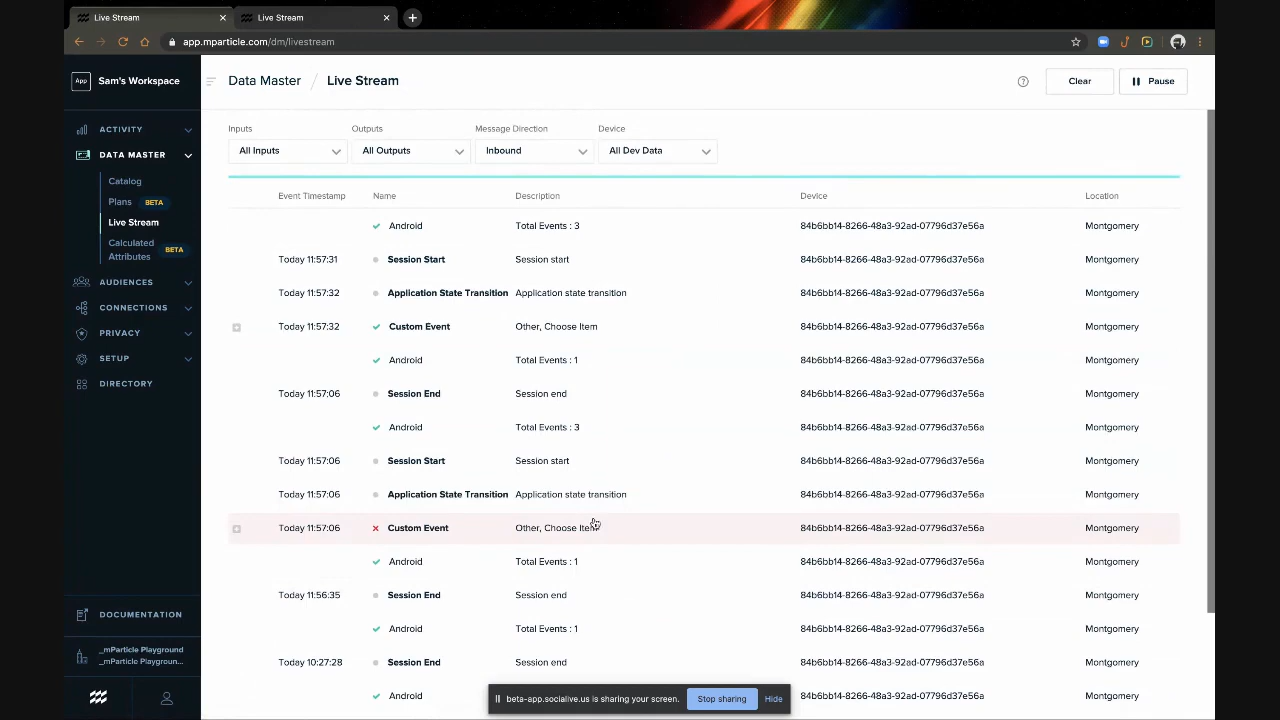 Live Stream
Live Stream
app.mparticle.com/dm/livestream
App
Sam's Workspace
Data Master / Live Stream
Clear
Pause
ACTIVITY
DATA MASTER
Catalog
Plans BETA
Live Stream
Calculated
Attributes
BETA
AUDIENCES
CONNECTIONS
PRIVACY
SETUP
DIRECTORY
DOCUMENTATION
_mParticle Playground
_mParticle Playgroun...
Inputs Outputs Message Direction Device
All Inputs All Outputs Inbound All Dev Data
Event Timestamp Name Description Device Location
Android Total Events : 3 84b6bb14-8266-48a3-92ad-07796d37e56a Montgomery
Today 11:57:31 Session Start Session start 84b6bb14-8266-48a3-92ad-07796d37e56a Montgomery
Today 11:57:32 Application State Transition Application state transition 84b6bb14-8266-48a3-92ad-07796d37e56a Montgomery
Today 11:57:32 Custom Event Other, Choose Item 84b6bb14-8266-48a3-92ad-07796d37e56a Montgomery
Android Total Events : 1 84b6bb14-8266-48a3-92ad-07796d37e56a Montgomery
Today 11:57:06 Session End Session end 84b6bb14-8266-48a3-92ad-07796d37e56a Montgomery
Android Total Events : 3 84b6bb14-8266-48a3-92ad-07796d37e56a Montgomery
Today 11:57:06 Session Start Session start 84b6bb14-8266-48a3-92ad-07796d37e56a Montgomery
Today 11:57:06 Application State Transition Application state transition 84b6bb14-8266-48a3-92ad-07796d37e56a Montgomery
Today 11:57:06 Custom Event Other, Choose Item 84b6bb14-8266-48a3-92ad-07796d37e56a Montgomery
Android Total Events : 1 84b6bb14-8266-48a3-92ad-07796d37e56a Montgomery
Today 11:56:35 Session End Session end 84b6bb14-8266-48a3-92ad-07796d37e56a Montgomery
Android Total Events : 1 84b6bb14-8266-48a3-92ad-07796d37e56a Montgomery
Today 10:27:28 Session End Session end 84b6bb14-8266-48a3-92ad-07796d37e56a Montgomery
Android 84b6bb14-8266-48a3-92ad-07796d37e56a Montgomery
beta-app.socialive.us is sharing your screen. Stop sharing Hide